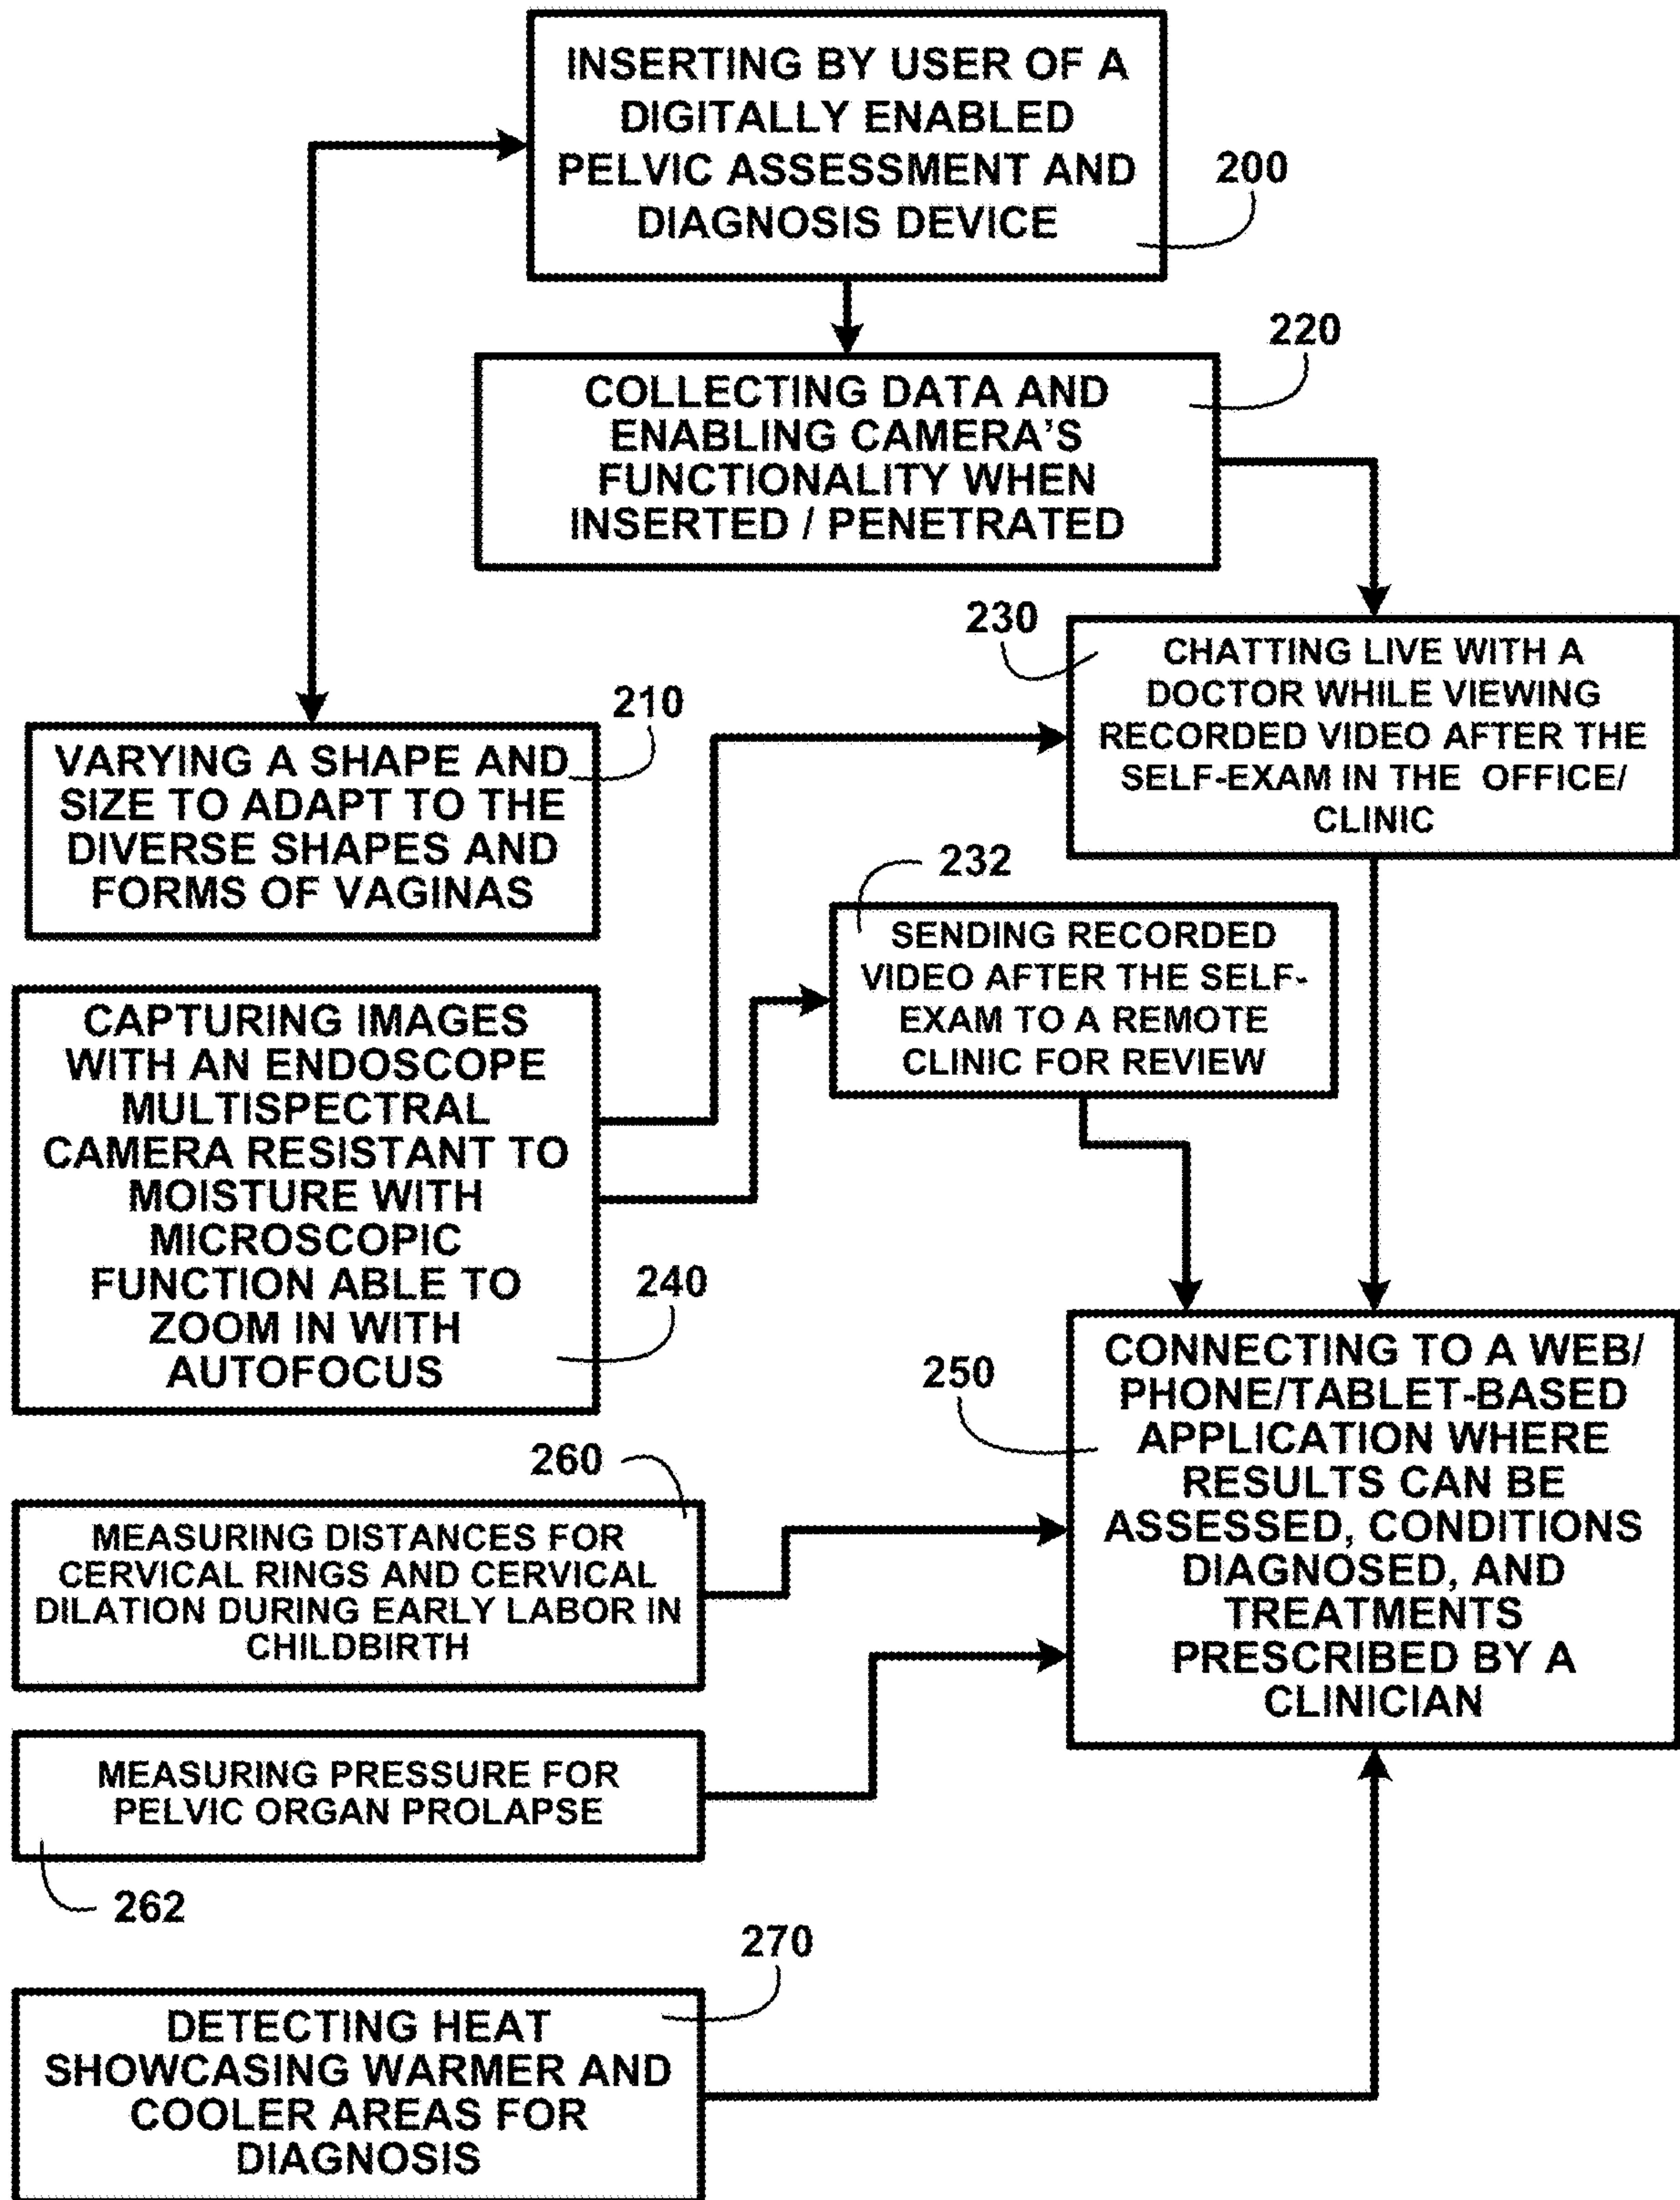 INSERTING BY USER OF A
DIGITALLY ENABLED
PELVIC ASSESSMENT AND
DIAGNOSIS DEVICE
200
COLLECTING DATA AND
ENABLING CAMERA'S
FUNCTIONALITY WHEN
INSERTED / PENETRATED
220
230
CHATTING LIVE WITH A
DOCTOR WHILE VIEWING
RECORDED VIDEO AFTER THE
SELF-EXAM IN THE OFFICE/
CLINIC
210
VARYING A SHAPE AND
SIZE TO ADAPT TO THE
DIVERSE SHAPES AND
FORMS OF VAGINAS
232
SENDING RECORDED
VIDEO AFTER THE SELF-
EXAM TO A REMOTE
CLINIC FOR REVIEW
CAPTURING IMAGES
WITH AN ENDOSCOPE
MULTISPECTRAL
CAMERA RESISTANT TO
MOISTURE WITH
MICROSCOPIC
FUNCTION ABLE TO
ZOOM IN WITH
AUTOFOCUS
240
250
CONNECTING TO A WEB/
PHONE/TABLET-BASED
APPLICATION WHERE
RESULTS CAN BE
ASSESSED, CONDITIONS
DIAGNOSED, AND
TREATMENTS
PRESCRIBED BY A
CLINICIAN
260
MEASURING DISTANCES FOR
CERVICAL RINGS AND CERVICAL
DILATION DURING EARLY LABOR IN
CHILDBIRTH
MEASURING PRESSURE FOR
PELVIC ORGAN PROLAPSE
262
270
DETECTING HEAT
SHOWCASING WARMER AND
COOLER AREAS FOR
DIAGNOSIS